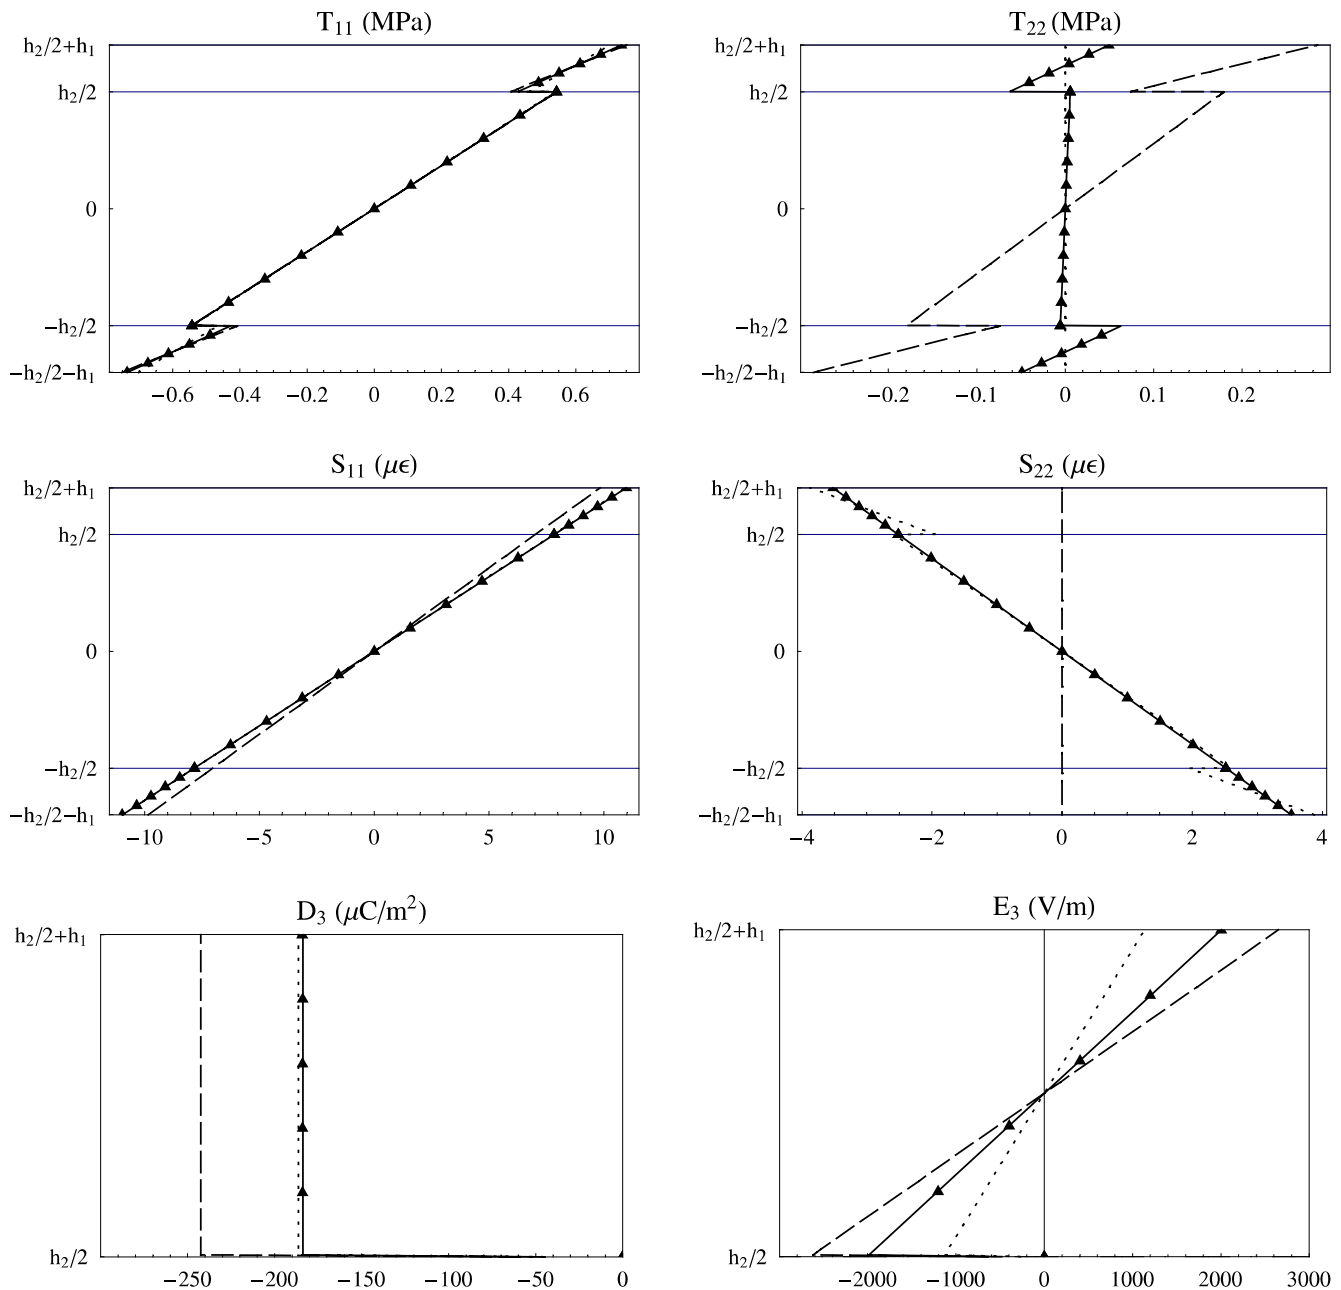 T₁₁ (MPa)
h₂/2+h₁
h₂/2
0
−h₂/2
−h₂/2−h₁
−0.6 −0.4 −0.2 0 0.2 0.4 0.6
T₂₂ (MPa)
h₂/2+h₁
h₂/2
0
−h₂/2
−h₂/2−h₁
−0.2 −0.1 0 0.1 0.2
S₁₁ (μϵ)
h₂/2+h₁
h₂/2
0
−h₂/2
−h₂/2−h₁
−10 −5 0 5 10
S₂₂ (μϵ)
h₂/2+h₁
h₂/2
0
−h₂/2
−h₂/2−h₁
−4 −2 0 2 4
D₃ (μC/m²)
h₂/2+h₁
h₂/2
−250 −200 −150 −100 −50 0
E₃ (V/m)
h₂/2+h₁
h₂/2
−2000 −1000 0 1000 2000 3000